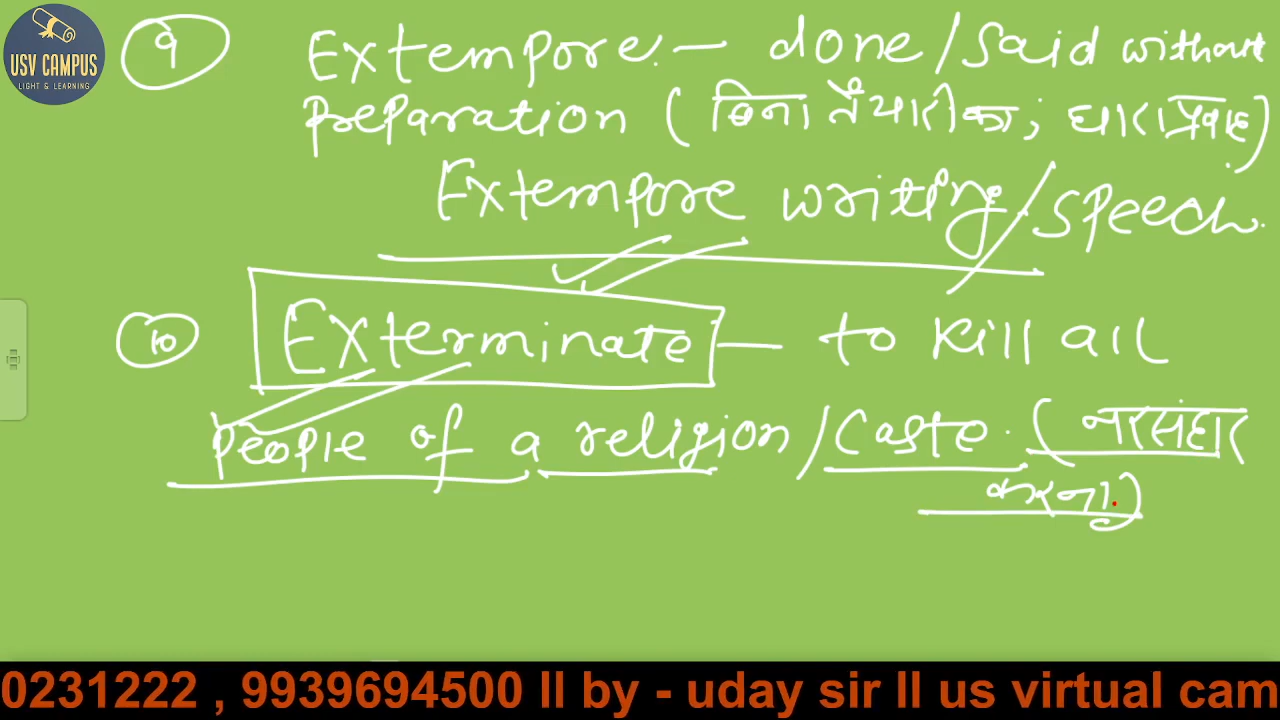 USV CAMPUS
LIGHT & LEARNING
9 Extempore - done/said without
preparation (बिना तैयारी का; धाराप्रवाह)
Extempore writing/speech.
10 Exterminate - to kill all
people of a religion/caste. (नरसंहार
करना)
0231222 , 9939694500 ll by - uday sir ll us virtual cam